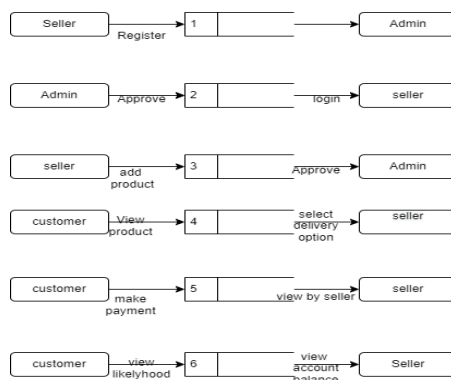 Seller
Register
1
Admin
Admin
Approve
2
login
seller
seller
add
product
3
Approve
Admin
customer
View
product
4
select
delivery
option
seller
customer
make
payment
5
view by seller
seller
customer
view
likelyhood
6
view
account
balance
Seller